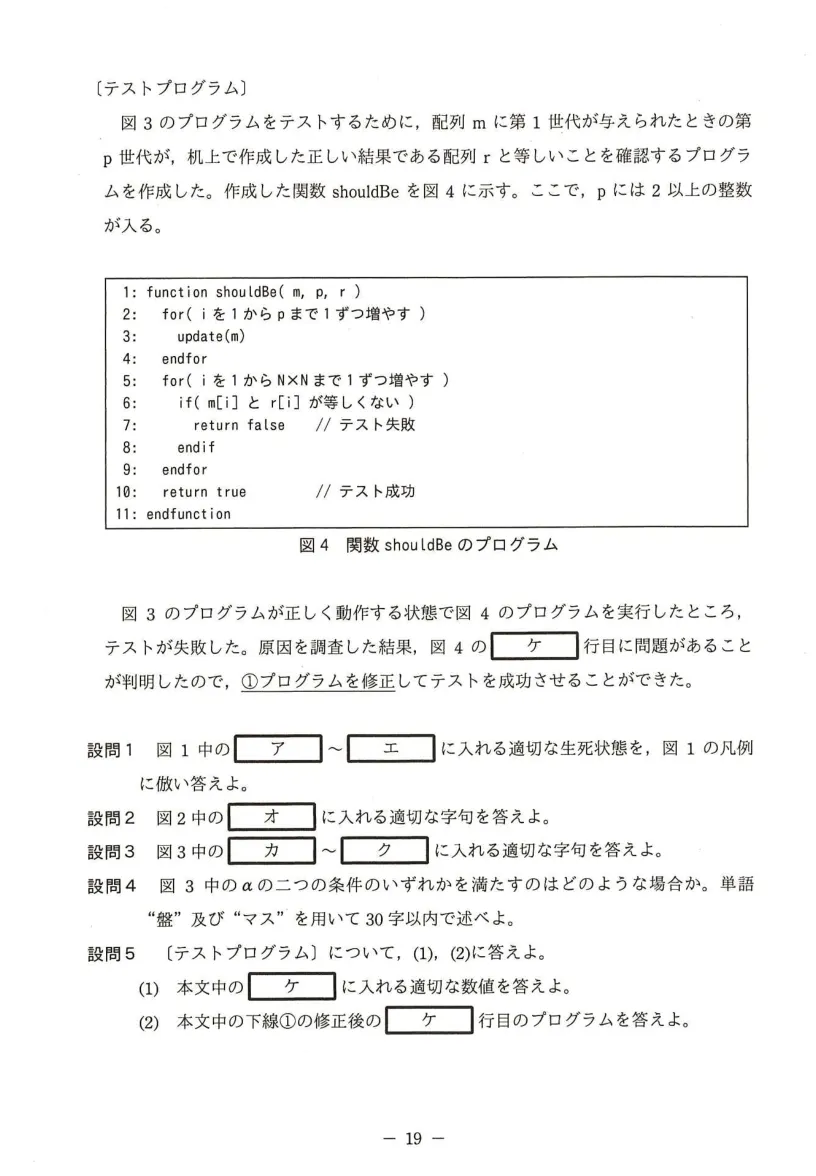 〔テストプログラム〕
図 3 のプログラムをテストするために，配列 m に第 1 世代が与えられたときの第
p 世代が，机上で作成した正しい結果である配列 r と等しいことを確認するプログラ
ムを作成した。作成した関数 shouldBe を図 4 に示す。ここで，p には 2 以上の整数
が入る。
1: function shouldBe( m, p, r )
2: for( i を 1 から p まで 1 ずつ増やす )
3: update(m)
4: endfor
5: for( i を 1 から N×N まで 1 ずつ増やす )
6: if( m[i] と r[i] が等しくない )
7: return false // テスト失敗
8: endif
9: endfor
10: return true // テスト成功
11: endfunction
図 4 関数 shouldBe のプログラム
図 3 のプログラムが正しく動作する状態で図 4 のプログラムを実行したところ，
テストが失敗した。原因を調査した結果，図 4 の ケ 行目に問題があること
が判明したので，①プログラムを修正してテストを成功させることができた。
設問 1 図 1 中の ア ～ エ に入れる適切な生死状態を，図 1 の凡例
に倣い答えよ。
設問 2 図 2 中の オ に入れる適切な字句を答えよ。
設問 3 図 3 中の カ ～ ク に入れる適切な字句を答えよ。
設問 4 図 3 中の α の二つの条件のいずれかを満たすのはどのような場合か。単語
“盤” 及び “マス” を用いて 30 字以内で述べよ。
設問 5 〔テストプログラム〕について，(1)，(2)に答えよ。
(1) 本文中の ケ に入れる適切な数値を答えよ。
(2) 本文中の下線①の修正後の ケ 行目のプログラムを答えよ。
－ 19 －